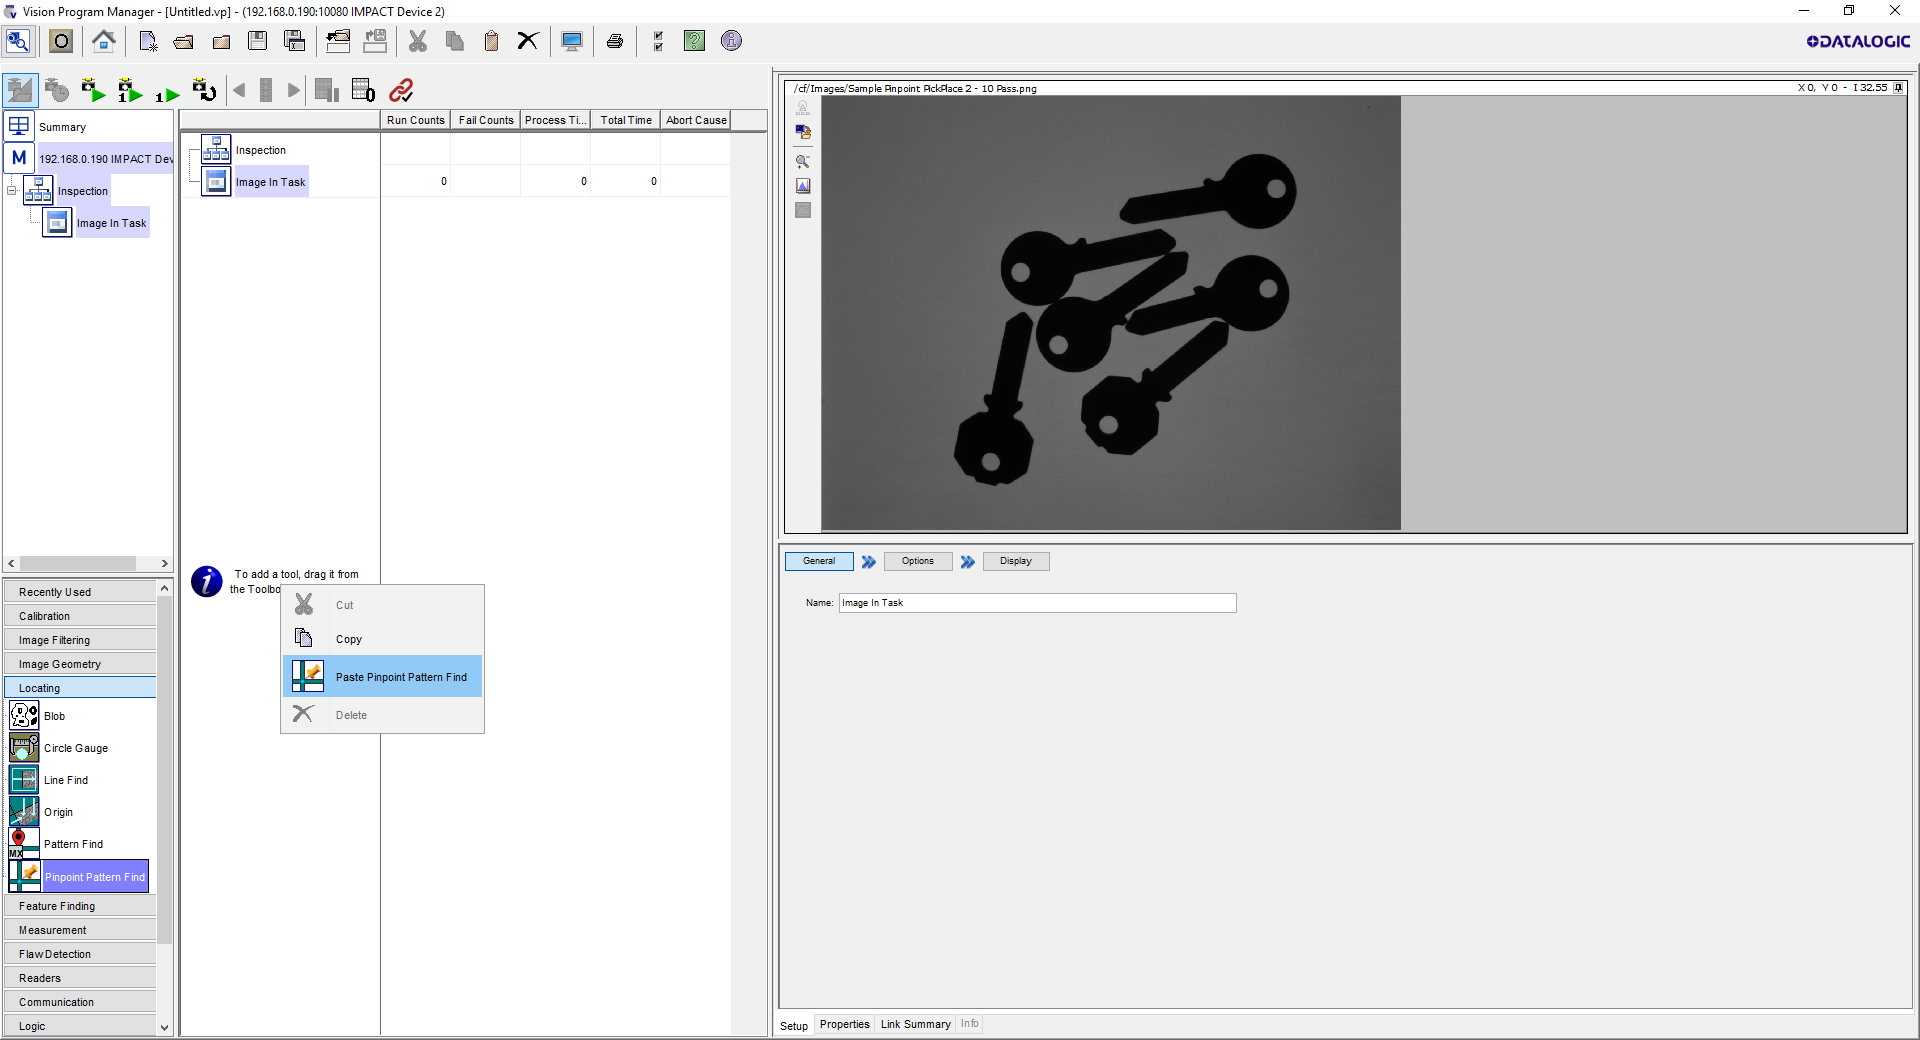 Vision Program Manager - [Untitled.vp] - (192.168.0.190:10080 IMPACT Device 2)
DATALOGIC
Summary
M 192.168.0.190 IMPACT Dev
Inspection
Image In Task
Run Counts Fail Counts Process Ti... Total Time Abort Cause
Inspection
Image In Task 0 0 0
To add a tool, drag it from
the Toolbo
Cut
Copy
Paste Pinpoint Pattern Find
Delete
Recently Used
Calibration
Image Filtering
Image Geometry
Locating
Blob
Circle Gauge
Line Find
Origin
Pattern Find
Pinpoint Pattern Find
Feature Finding
Measurement
Flaw Detection
Readers
Communication
Logic
/cf/Images/Sample Pinpoint PickPlace 2 - 10 Pass.png X 0, Y 0 - I 32.55
General Options Display
Name: Image In Task
Setup Properties Link Summary Info